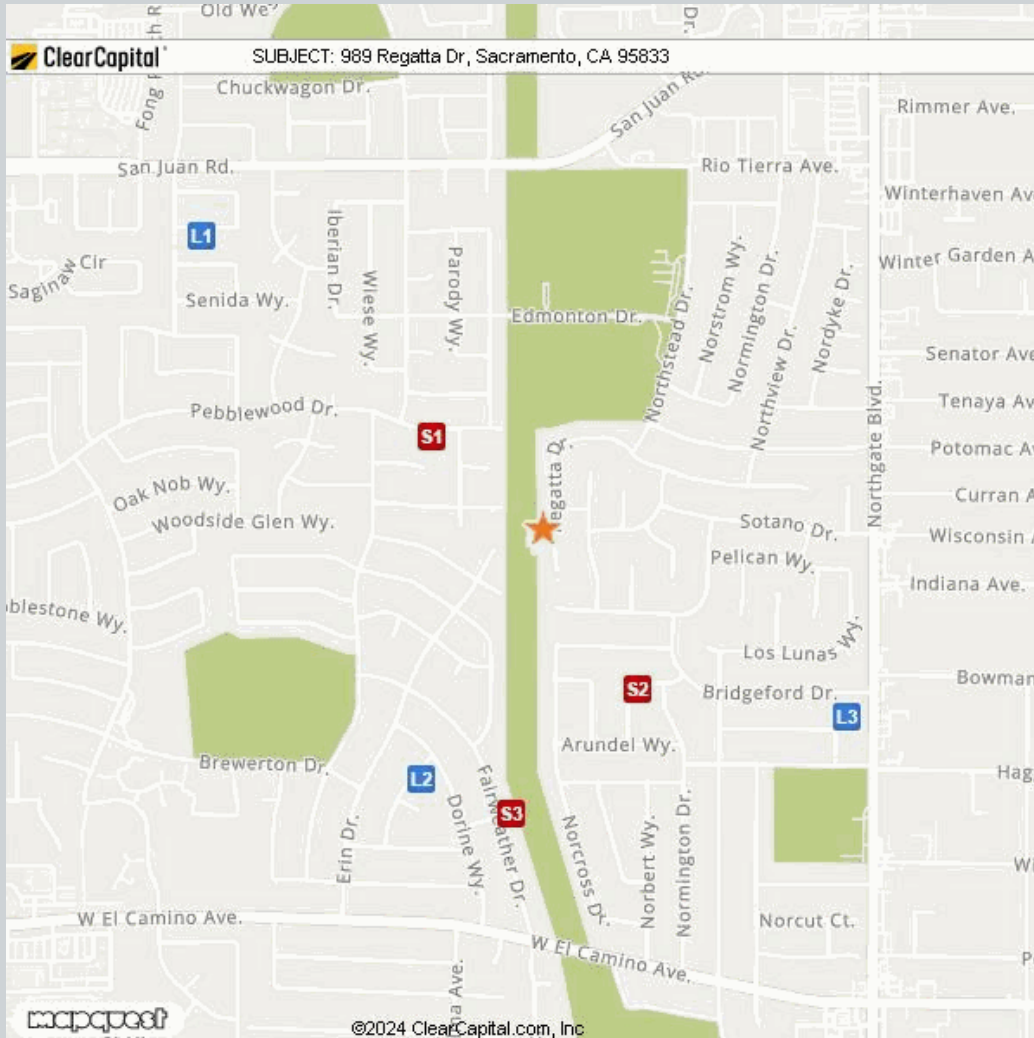 Old We
Dr.
ClearCapital
SUBJECT: 989 Regatta Dr, Sacramento, CA 95833
Fong
Chuckwagon Dr.
San Juan Rd.
Rimmer Ave.
San Juan Rd.
Rio Tierra Ave.
Winterhaven Av
L1
Iberian Dr.
Wiese Wy.
Parody Wy.
Norstrom Wy.
Normington Dr.
Nordyke Dr.
Winter Garden A
Saginaw Cir
Senida Wy.
Edmonton Dr.
Northstead Dr.
Northview Dr.
Senator Ave
Tenaya Av
Pebblewood Dr.
S1
Regatta Dr.
Northgate Blvd.
Potomac A
Oak Nob Wy.
Woodside Glen Wy.
Curran A
Sotano Dr.
Wisconsin
Pelican Wy.
Indiana Ave.
blestone Wy.
Los Lunas Wy.
Bowman
S2
Bridgeford Dr.
L3
Arundel Wy.
Brewerton Dr.
L2
Hag
S3
Fairweather Dr.
Dorine Wy.
Erin Dr.
Norcross Dr.
Norbert Wy.
Normington Dr.
W El Camino Ave.
Norcut Ct.
W El Camino Ave.
ma Ave.
mapquest
©2024 ClearCapital.com, Inc